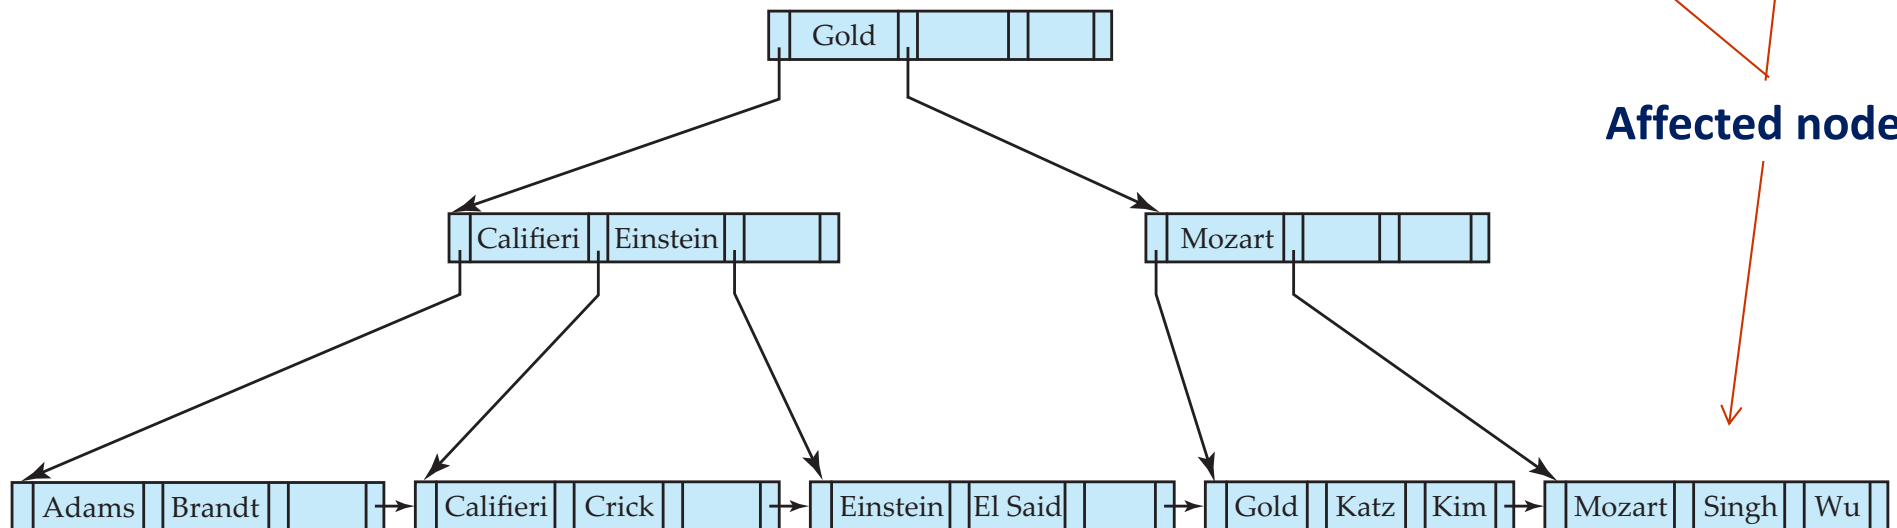 Gold
Affected node
Califieri Einstein
Mozart
Adams Brandt
Califieri Crick
Einstein El Said
Gold Katz Kim
Mozart Singh Wu